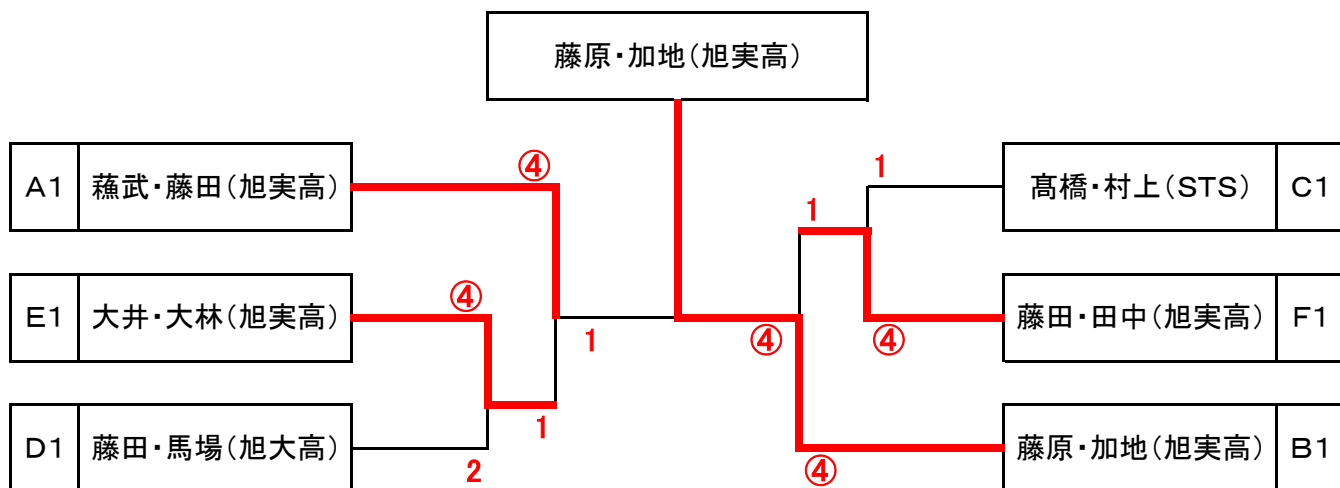 藤原・加地(旭実高)
A1 蘓武・藤田(旭実高) ④ 1 髙橋・村上(STS) C1
1
E1 大井・大林(旭実高) ④ 1 ④ ④ 藤田・田中(旭実高) F1
D1 藤田・馬場(旭大高) 2 1 ④ 藤原・加地(旭実高) B1